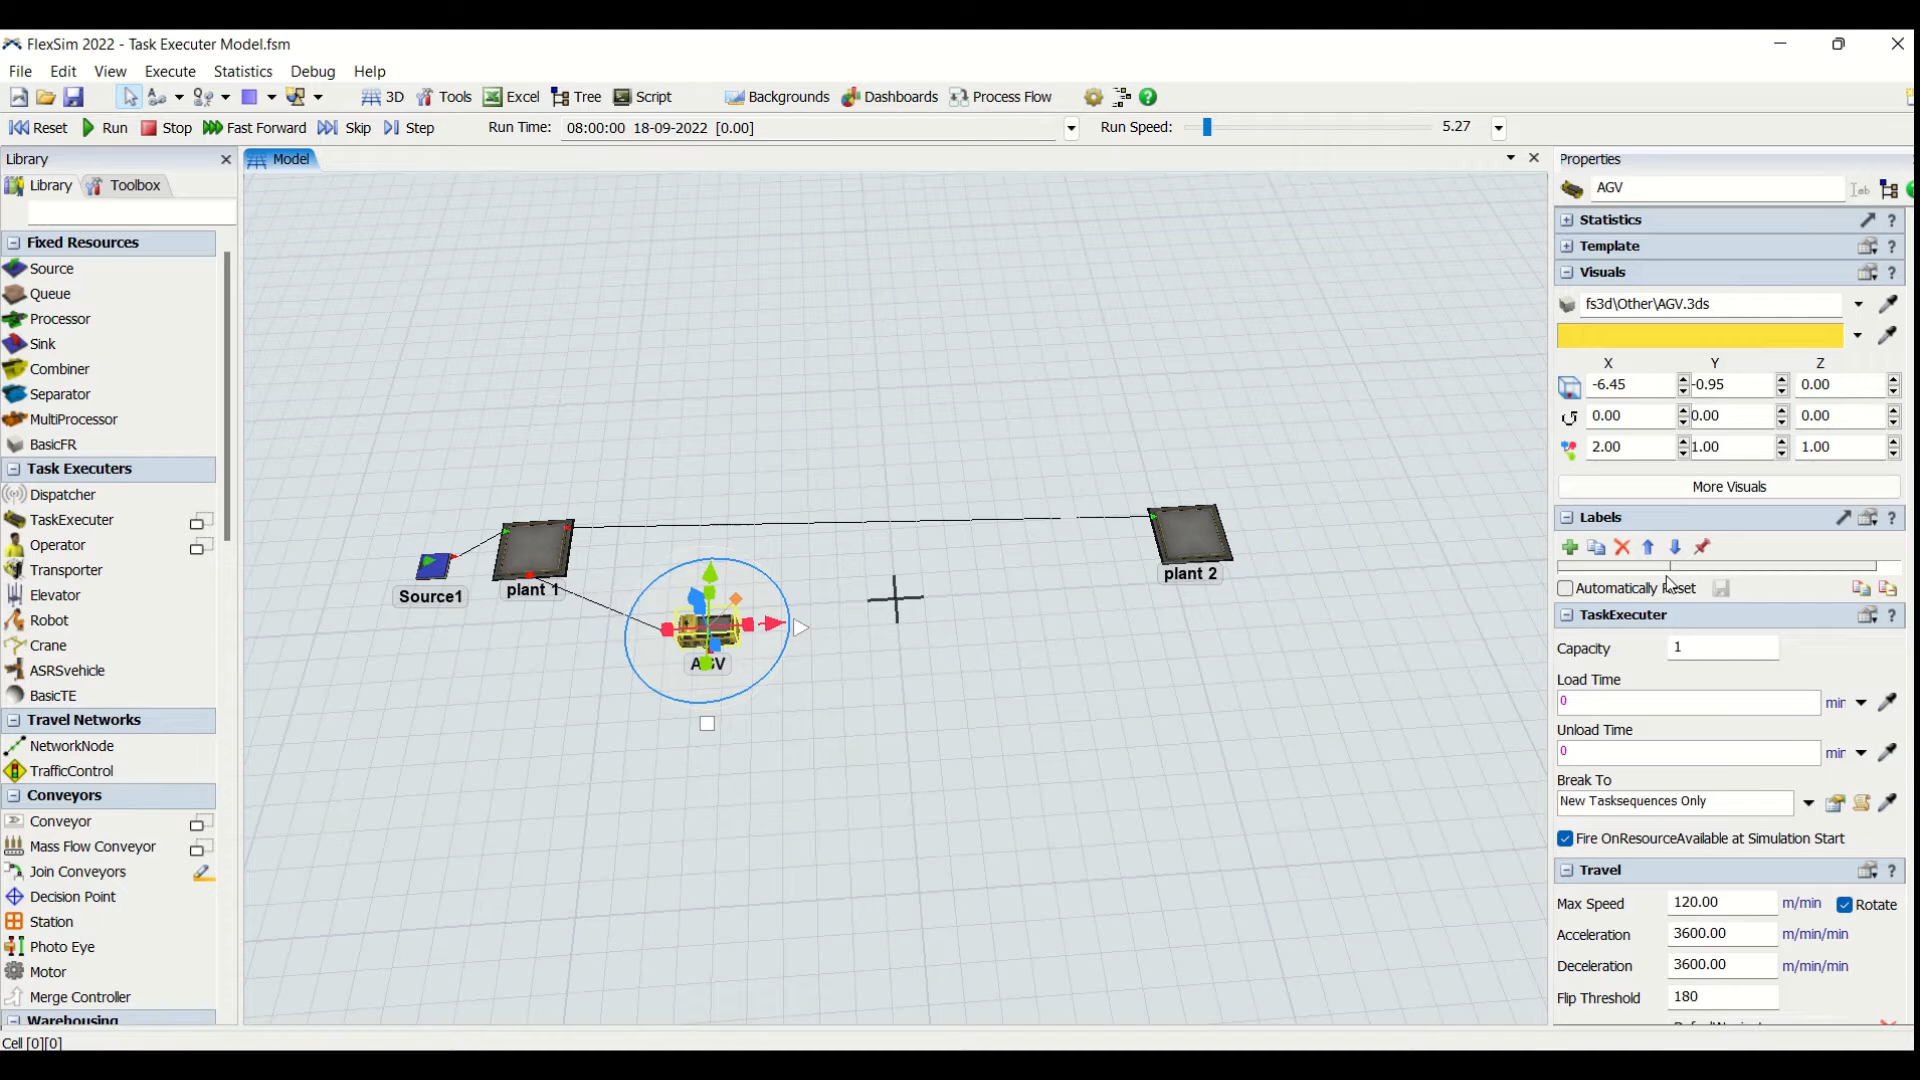 FlexSim 2022 - Task Executer Model.fsm
File Edit View Execute Statistics Debug Help
3D Tools Excel Tree Script Backgrounds Dashboards Process Flow
Reset Run Stop Fast Forward Skip Step Run Time: 08:00:00 18-09-2022 [0.00] Run Speed: 5.27
Library
Library Toolbox
Fixed Resources
Source
Queue
Processor
Sink
Combiner
Separator
MultiProcessor
BasicFR
Task Executers
Dispatcher
TaskExecuter
Operator
Transporter
Elevator
Robot
Crane
ASRSvehicle
BasicTE
Travel Networks
NetworkNode
TrafficControl
Conveyors
Conveyor
Mass Flow Conveyor
Join Conveyors
Decision Point
Station
Photo Eye
Motor
Merge Controller
Warehousing
Cell [0][0]
Model
Source1
plant 1
AGV
plant 2
Properties
AGV
Statistics
Template
Visuals
fs3d\Other\AGV.3ds
X Y Z
-6.45 -0.95 0.00
0.00 0.00 0.00
2.00 1.00 1.00
More Visuals
Labels
Automatically Reset
TaskExecuter
Capacity 1
Load Time
0 min
Unload Time
0 min
Break To
New Tasksequences Only
Fire OnResourceAvailable at Simulation Start
Travel
Max Speed 120.00 m/min Rotate
Acceleration 3600.00 m/min/min
Deceleration 3600.00 m/min/min
Flip Threshold 180